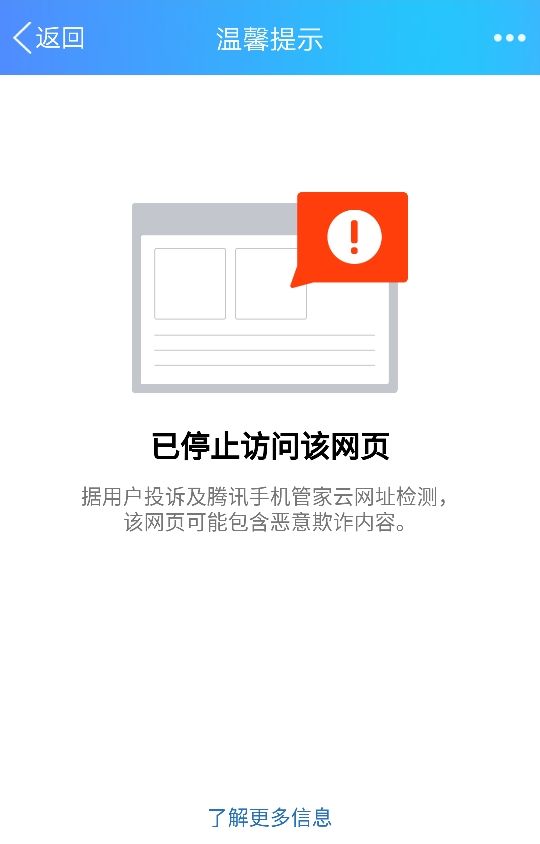 返回
温馨提示
已停止访问该网页
据用户投诉及腾讯手机管家云网址检测，
该网页可能包含恶意欺诈内容。
了解更多信息